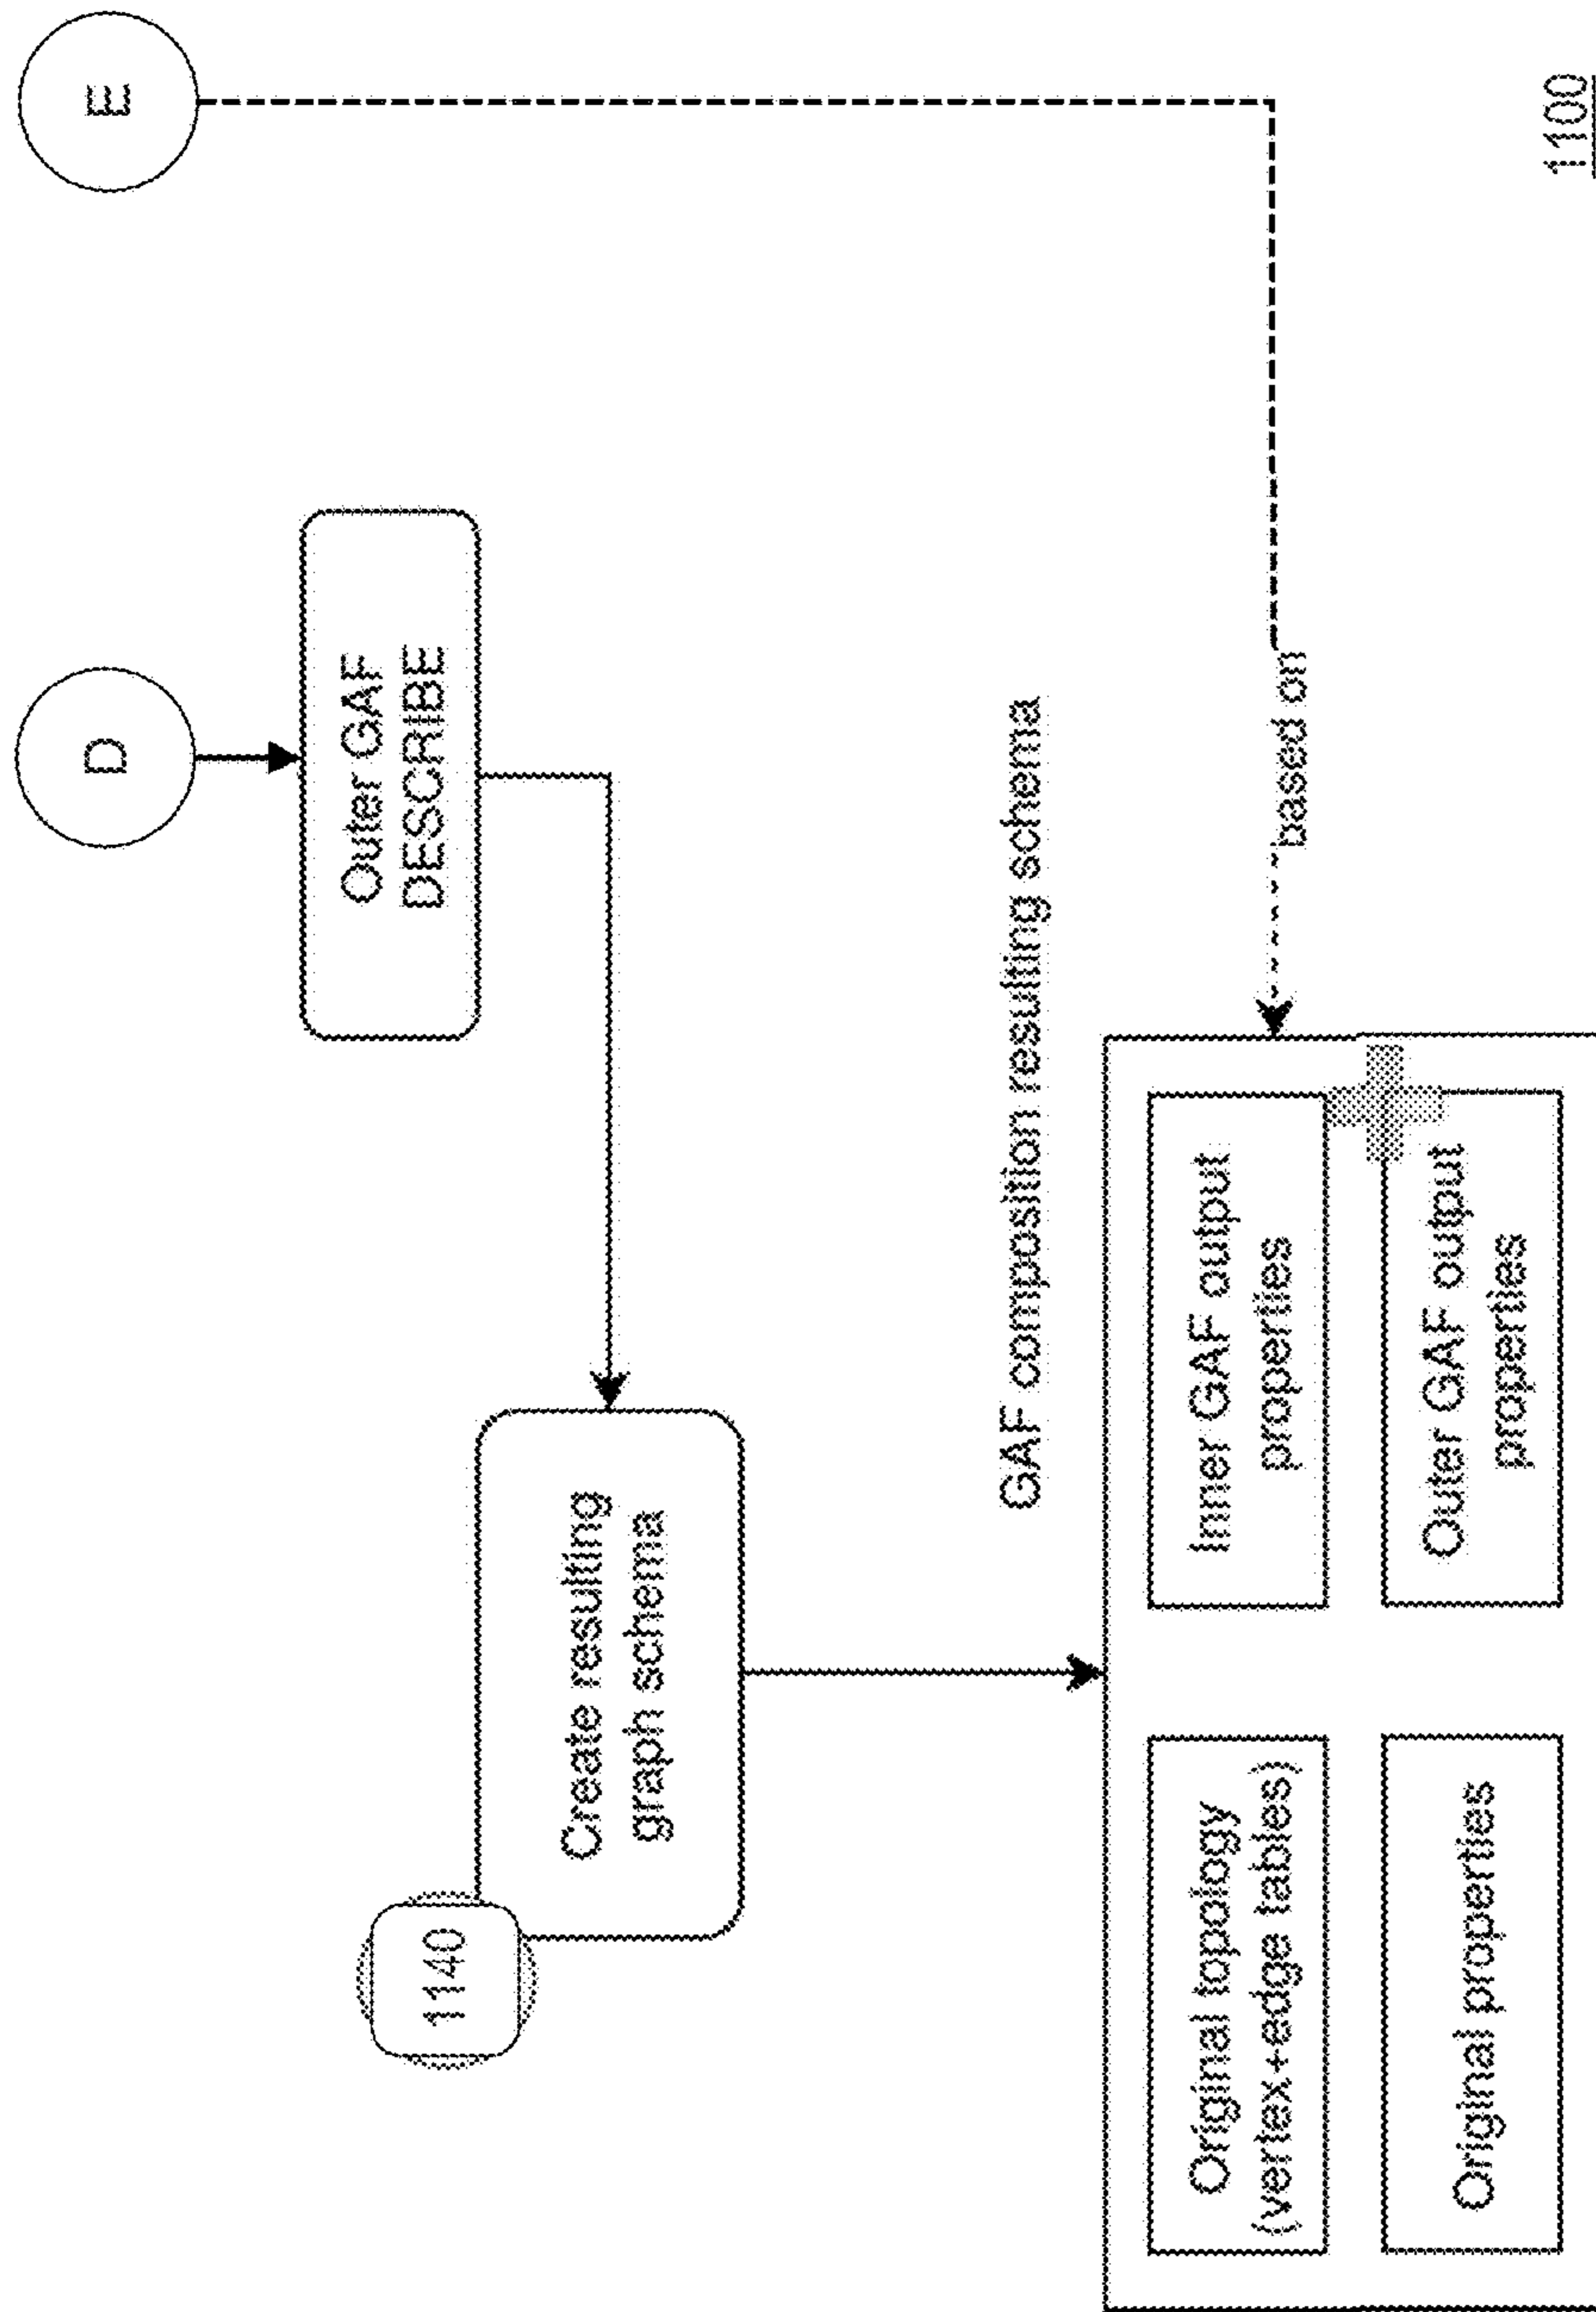 D
E
Outer GAF
DESCRIBE
1140
Create resulting
graph schema
GAF composition resulting schema
based on
Original topology
(vertex+edge tables)
Inner GAF output
properties
Original properties
Outer GAF output
properties
1100